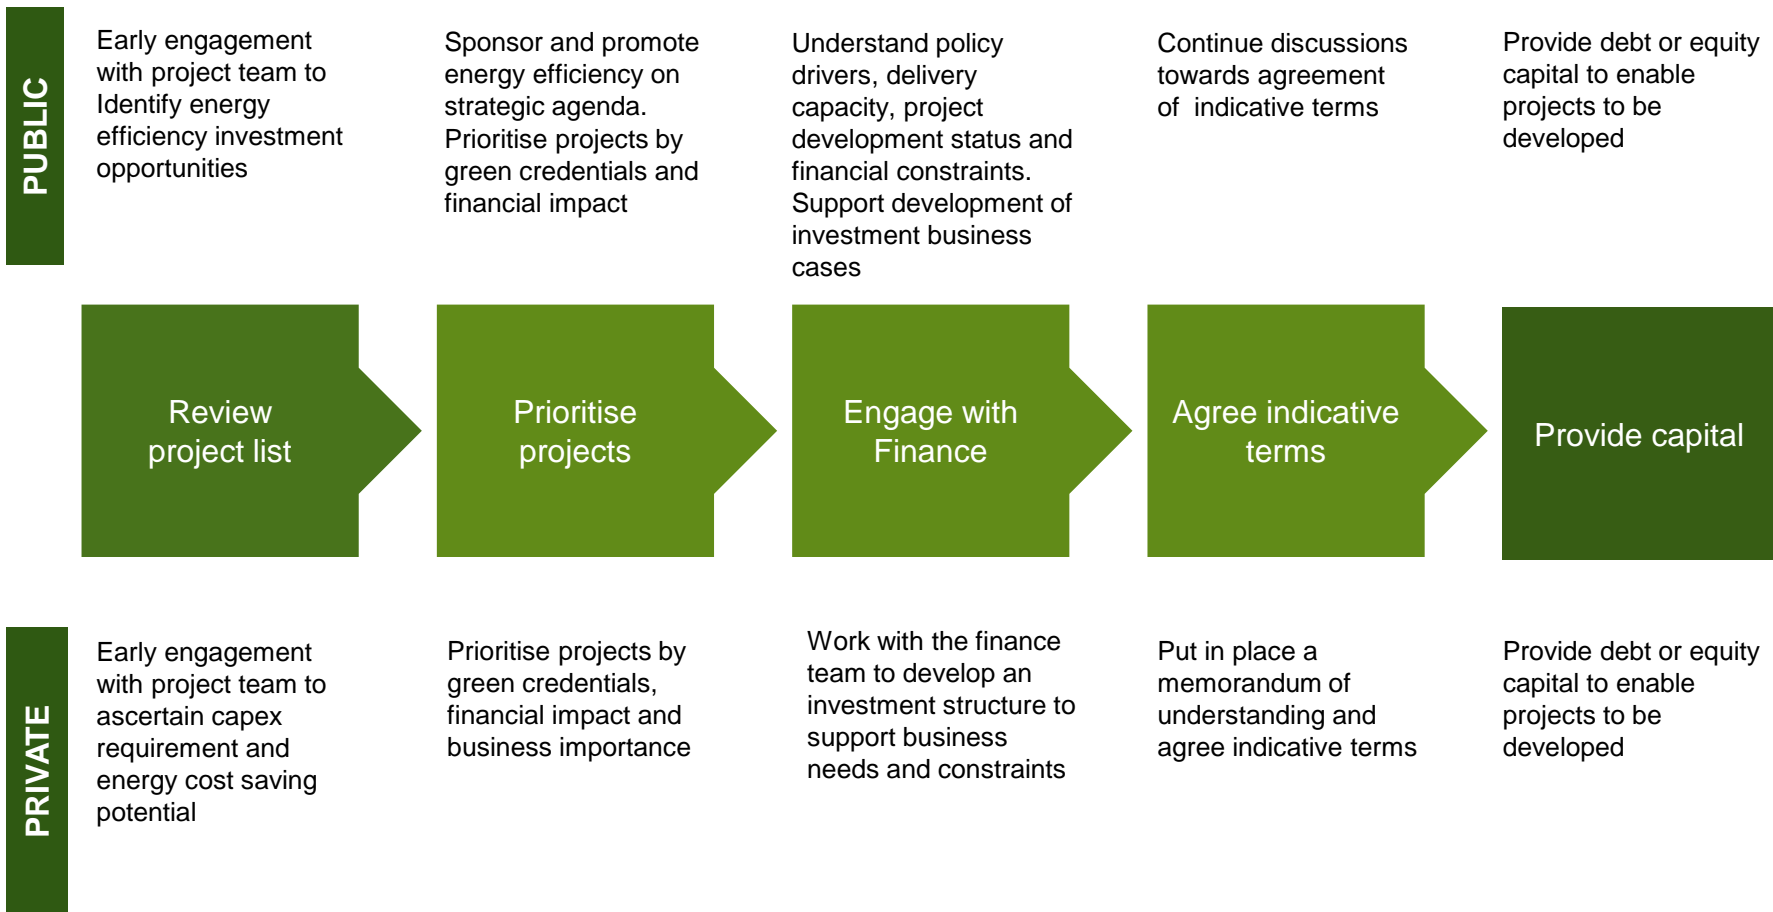 PUBLIC
Early engagement
with project team to
Identify energy
efficiency investment
opportunities
Sponsor and promote
energy efficiency on
strategic agenda.
Prioritise projects by
green credentials and
financial impact
Understand policy
drivers, delivery
capacity, project
development status and
financial constraints.
Support development of
investment business
cases
Continue discussions
towards agreement
of  indicative terms
Provide debt or equity
capital to enable
projects to be
developed
Review
project list
Prioritise
projects
Engage with
Finance
Agree indicative
terms
Provide capital
PRIVATE
Early engagement
with project team to
ascertain capex
requirement and
energy cost saving
potential
Prioritise projects by
green credentials,
financial impact and
business importance
Work with the finance
team to develop an
investment structure to
support business
needs and constraints
Put in place a
memorandum of
understanding and
agree indicative terms
Provide debt or equity
capital to enable
projects to be
developed